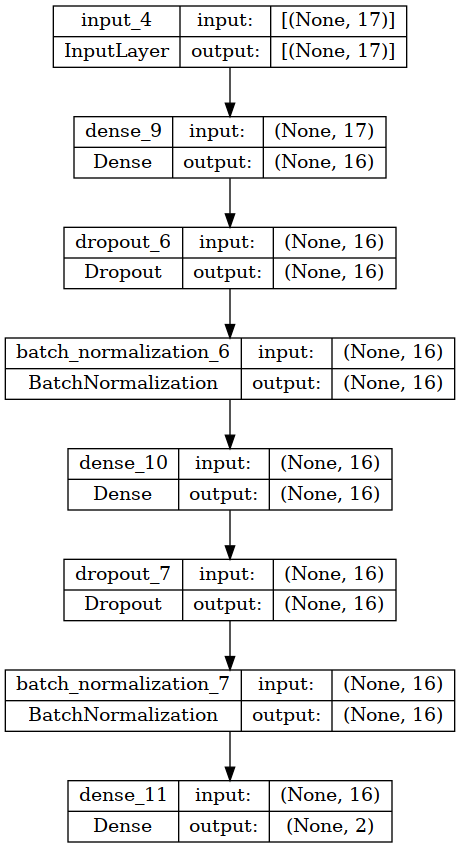 input_4 input: [(None, 17)]
InputLayer output: [(None, 17)]
dense_9 input: (None, 17)
Dense output: (None, 16)
dropout_6 input: (None, 16)
Dropout output: (None, 16)
batch_normalization_6 input: (None, 16)
BatchNormalization output: (None, 16)
dense_10 input: (None, 16)
Dense output: (None, 16)
dropout_7 input: (None, 16)
Dropout output: (None, 16)
batch_normalization_7 input: (None, 16)
BatchNormalization output: (None, 16)
dense_11 input: (None, 16)
Dense output: (None, 2)